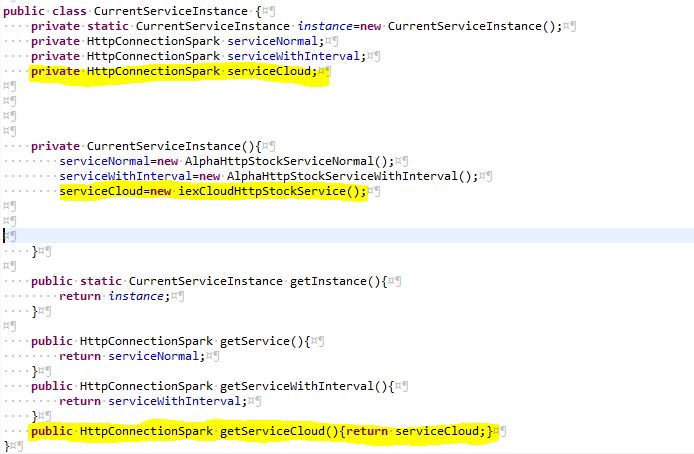 public class CurrentServiceInstance {
private static CurrentServiceInstance instance=new CurrentServiceInstance();
private HttpConnectionSpark serviceNormal;
private HttpConnectionSpark serviceWithInterval;
private HttpConnectionSpark serviceCloud;
private CurrentServiceInstance(){
serviceNormal=new AlphaHttpStockServiceNormal();
serviceWithInterval=new AlphaHttpStockServiceWithInterval();
serviceCloud=new iexCloudHttpStockService();
}
public static CurrentServiceInstance getInstance(){
return instance;
}
public HttpConnectionSpark getService(){
return serviceNormal;
}
public HttpConnectionSpark getServiceWithInterval(){
return serviceWithInterval;
}
public HttpConnectionSpark getServiceCloud(){return serviceCloud;}
}